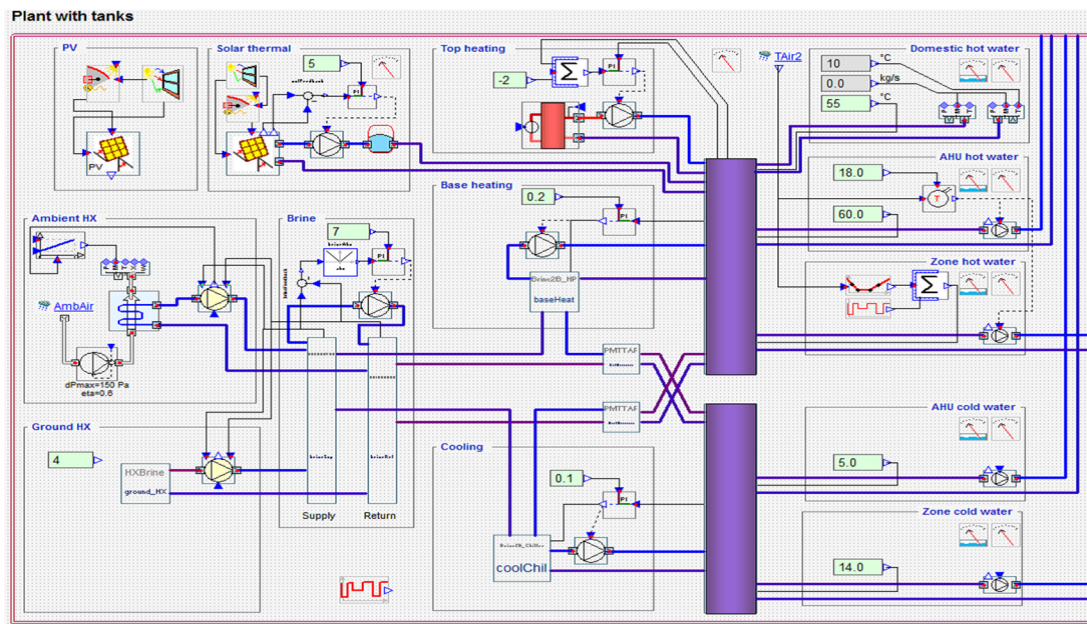 Plant with tanks
PV
PV
Solar thermal
5
PI
Top heating
-2
Σ
PI
TAir2
Domestic hot water
10
°C
0.0
kg/s
55
°C
Base heating
0.2
PI
baseHeat
AHU hot water
18.0
T
60.0
Zone hot water
Σ
Ambient HX
AmbAir
dPmax=150 Pa
eta=0.6
Brine
7
PI
Supply
Return
PMTTAF
PMTTAF
Ground HX
4
HXBrine
ground_HX
Cooling
0.1
PI
coolChil
AHU cold water
5.0
Zone cold water
14.0